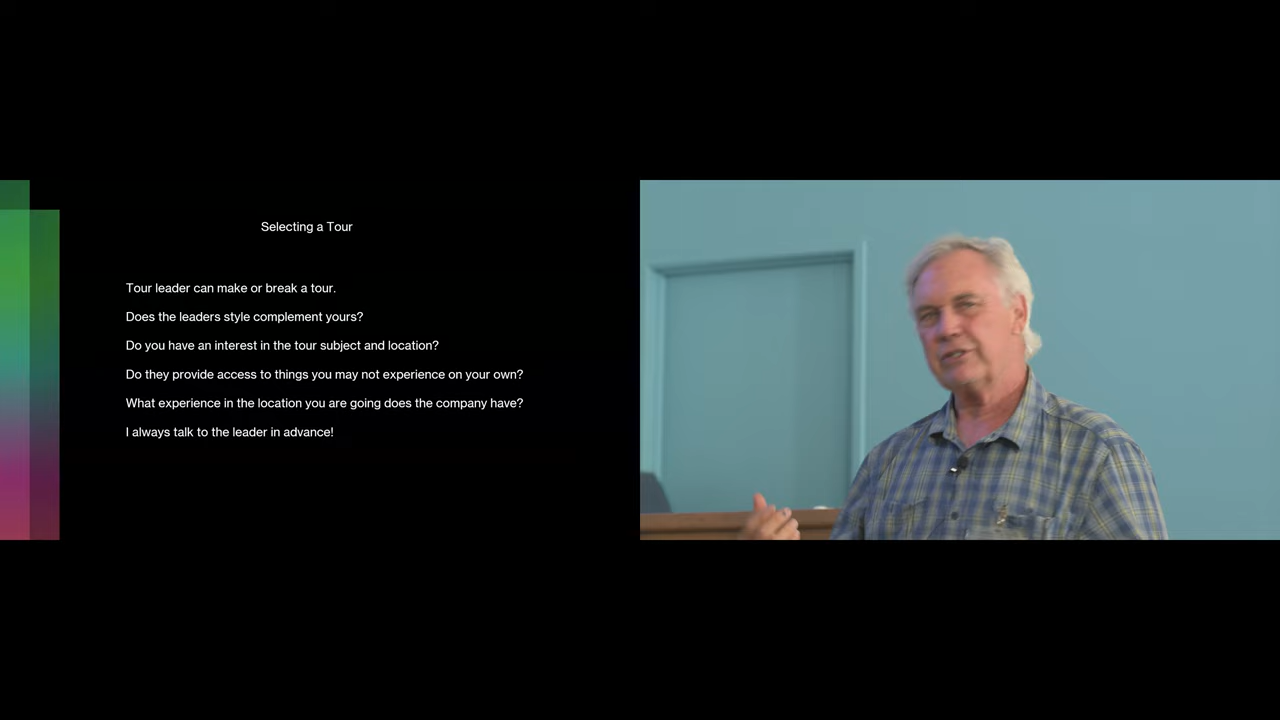 Selecting a Tour
Tour leader can make or break a tour.
Does the leaders style complement yours?
Do you have an interest in the tour subject and location?
Do they provide access to things you may not experience on your own?
What experience in the location you are going does the company have?
I always talk to the leader in advance!